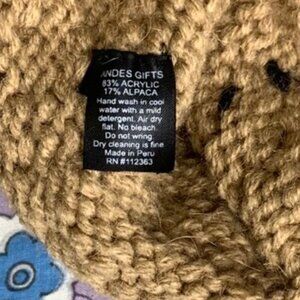 ANDES GIFTS
83% ACRYLIC
17% ALPACA
Hand wash in cool
water with a mild
detergent. Air dry
flat. No bleach.
Do not wring.
Dry cleaning is fine
Made in Peru
RN #112363